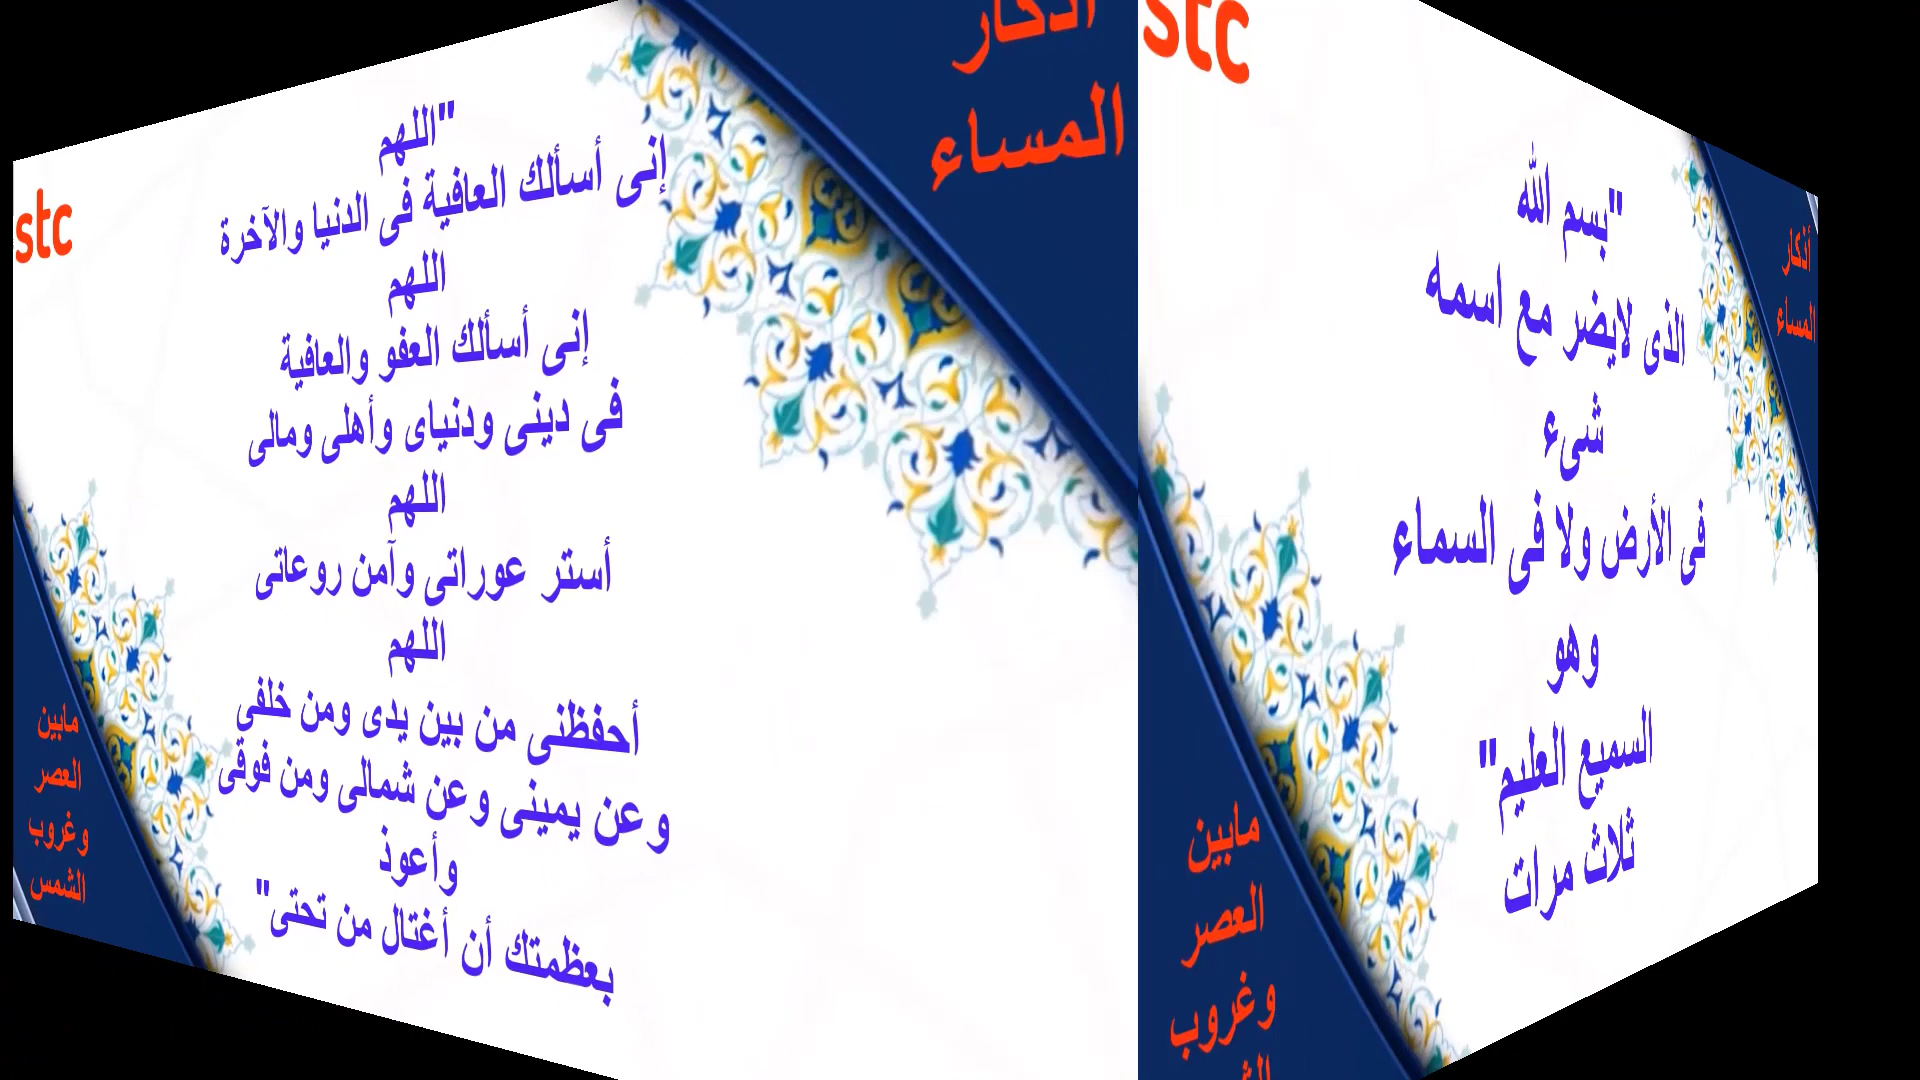 stc
أذكار
المساء
"اللهم
إنى أسألك العافية فى الدنيا والآخرة
اللهم
إنى أسألك العفو والعافية
فى دينى ودنياى وأهلى ومالى
اللهم
أستر عوراتى وآمن روعاتى
اللهم
أحفظنى من بين يدى ومن خلفى
وعن يمينى وعن شمالى ومن فوقى
وأعوذ
بعظمتك أن أغتال من تحتى"
مابين
العصر
وغروب
الشمس
stc
أذكار
المساء
"بسم الله
الذى لايضر مع اسمه
شىء
فى الأرض ولا فى السماء
وهو
السميع العليم"
ثلاث مرات
مابين
العصر
وغروب